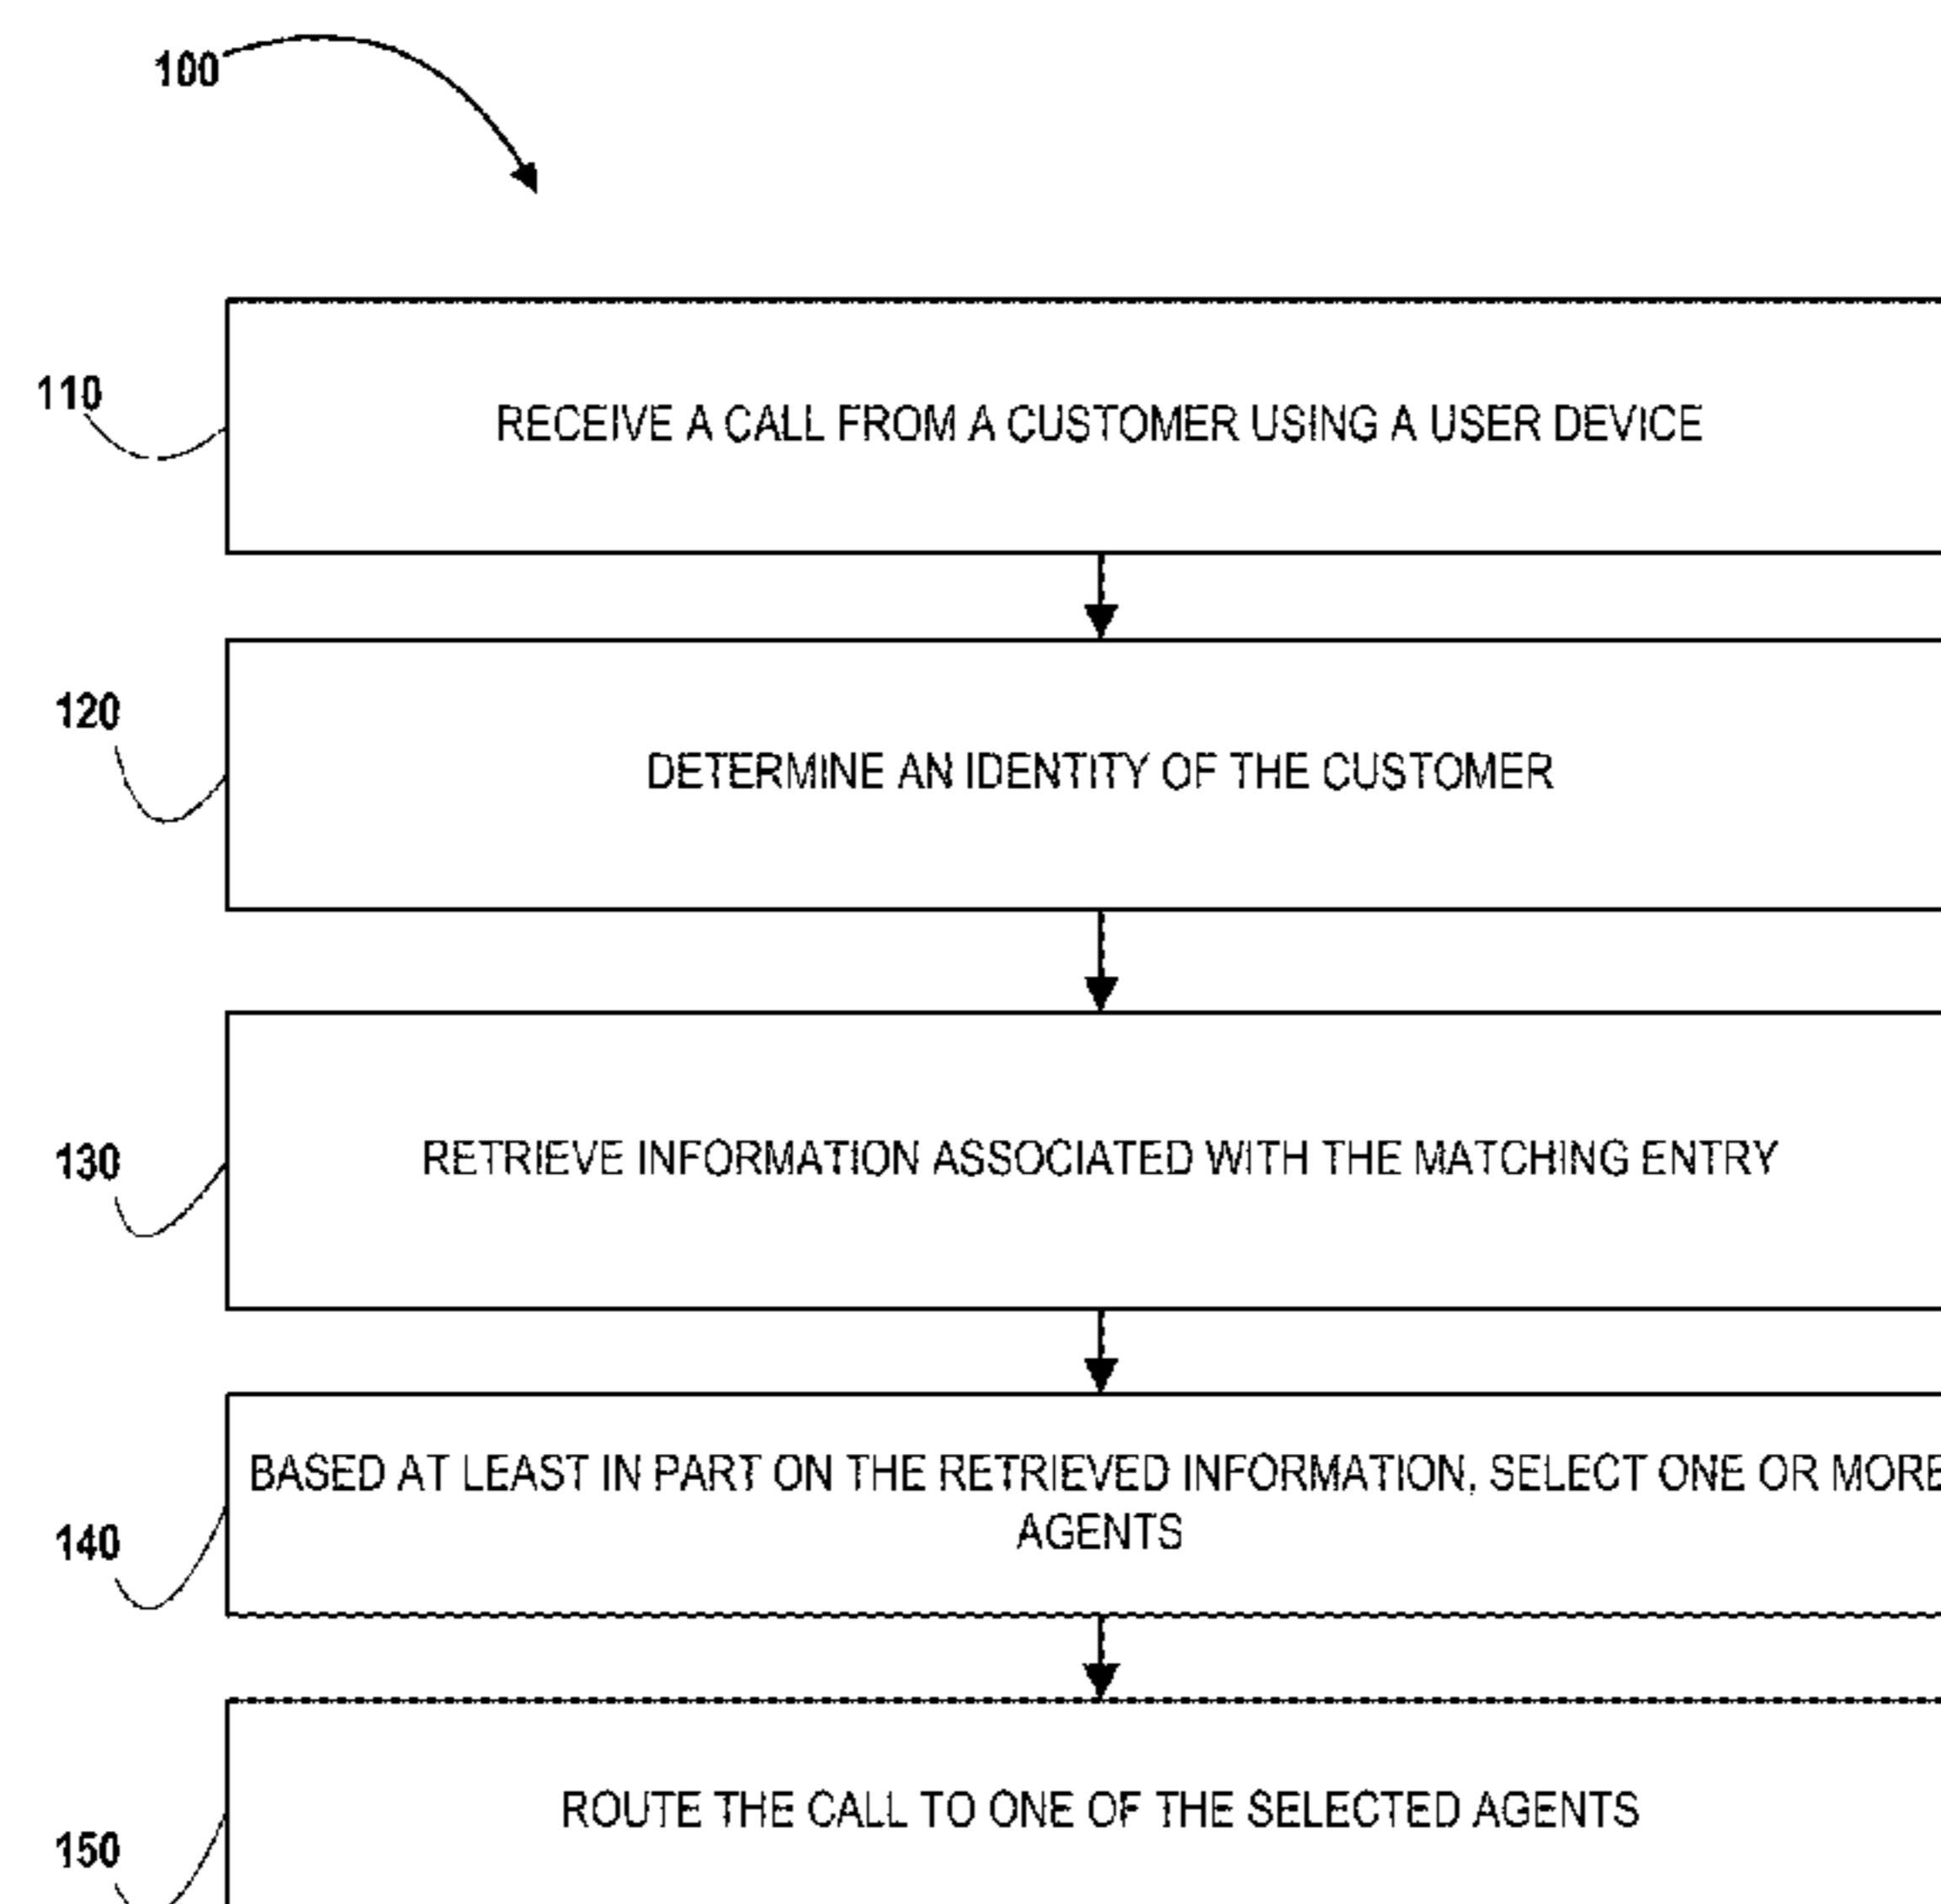 100
110
RECEIVE A CALL FROM A CUSTOMER USING A USER DEVICE
120
DETERMINE AN IDENTITY OF THE CUSTOMER
130
RETRIEVE INFORMATION ASSOCIATED WITH THE MATCHING ENTRY
BASED AT LEAST IN PART ON THE RETRIEVED INFORMATION, SELECT ONE OR MORE
AGENTS
140
ROUTE THE CALL TO ONE OF THE SELECTED AGENTS
150